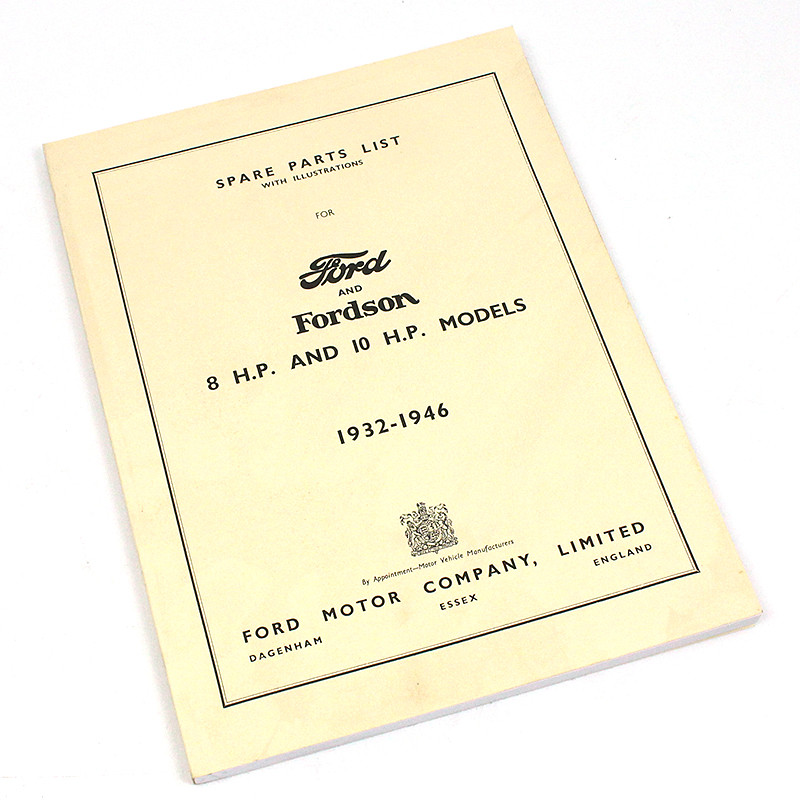 SPARE PARTS LIST
WITH ILLUSTRATIONS
FOR
Ford
AND
Fordson
8 H.P. AND 10 H.P. MODELS
1932-1946
By Appointment—Motor Vehicle Manufacturers
FORD MOTOR COMPANY, LIMITED
DAGENHAM ESSEX ENGLAND